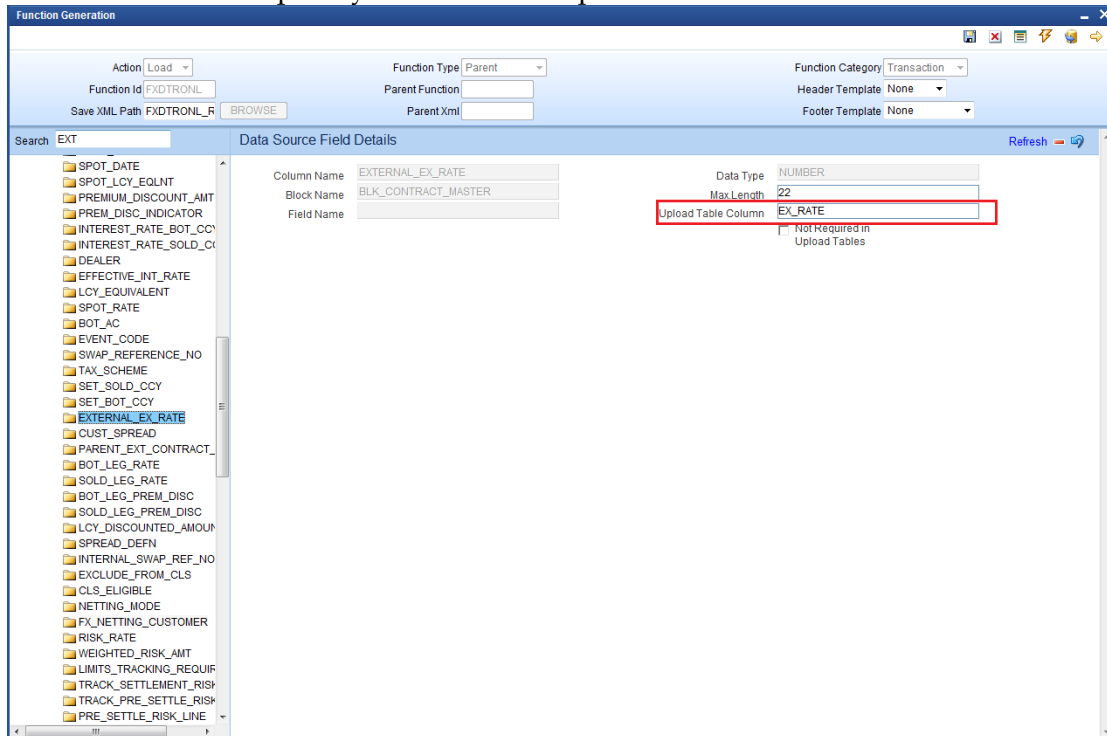 Function Generation
Action Load
Function Type Parent
Function Category Transaction
Function Id FXDTRONL
Parent Function
Header Template None
Save XML Path FXDTRONL_R BROWSE
Parent Xml
Footer Template None
Search EXT
Data Source Field Details
Refresh
SPOT_DATE
SPOT_LCY_EQLNT
PREMIUM_DISCOUNT_AMT
PREM_DISC_INDICATOR
INTEREST_RATE_BOT_CCY
INTEREST_RATE_SOLD_C
DEALER
EFFECTIVE_INT_RATE
LCY_EQUIVALENT
SPOT_RATE
BOT_AC
EVENT_CODE
SWAP_REFERENCE_NO
TAX_SCHEME
SET_SOLD_CCY
SET_BOT_CCY
EXTERNAL_EX_RATE
CUST_SPREAD
PARENT_EXT_CONTRACT_
BOT_LEG_RATE
SOLD_LEG_RATE
BOT_LEG_PREM_DISC
SOLD_LEG_PREM_DISC
LCY_DISCOUNTED_AMOUN
SPREAD_DEFN
INTERNAL_SWAP_REF_NO
EXCLUDE_FROM_CLS
CLS_ELIGIBLE
NETTING_MODE
FX_NETTING_CUSTOMER
RISK_RATE
WEIGHTED_RISK_AMT
LIMITS_TRACKING_REQUIR
TRACK_SETTLEMENT_RISK
TRACK_PRE_SETTLE_RISK
PRE_SETTLE_RISK_LINE
Column Name EXTERNAL_EX_RATE
Block Name BLK_CONTRACT_MASTER
Field Name
Data Type NUMBER
Max.Length 22
Upload Table Column EX_RATE
Not Required in
Upload Tables